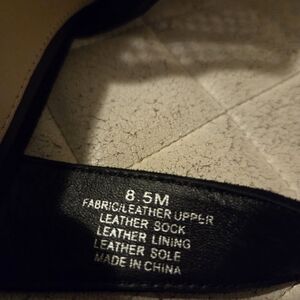 8.5M
FABRIC/LEATHER UPPER
LEATHER SOCK
LEATHER LINING
LEATHER SOLE
MADE IN CHINA